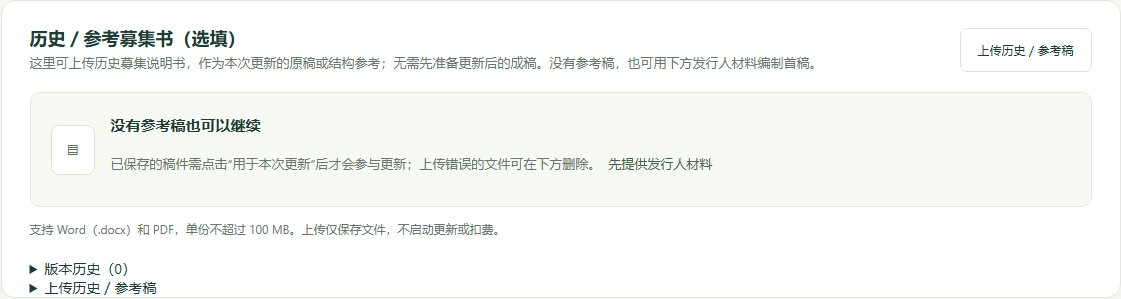 历史 / 参考募集书（选填）
上传历史 / 参考稿
这里可上传历史募集说明书，作为本次更新的原稿或结构参考；无需先准备更新后的成稿。没有参考稿，也可用下方发行人材料编制首稿。
没有参考稿也可以继续
已保存的稿件需点击“用于本次更新”后才会参与更新；上传错误的文件可在下方删除。 先提供发行人材料
支持 Word（.docx）和 PDF，单份不超过 100 MB。上传仅保存文件，不启动更新或扣费。
版本历史（0）
上传历史 / 参考稿